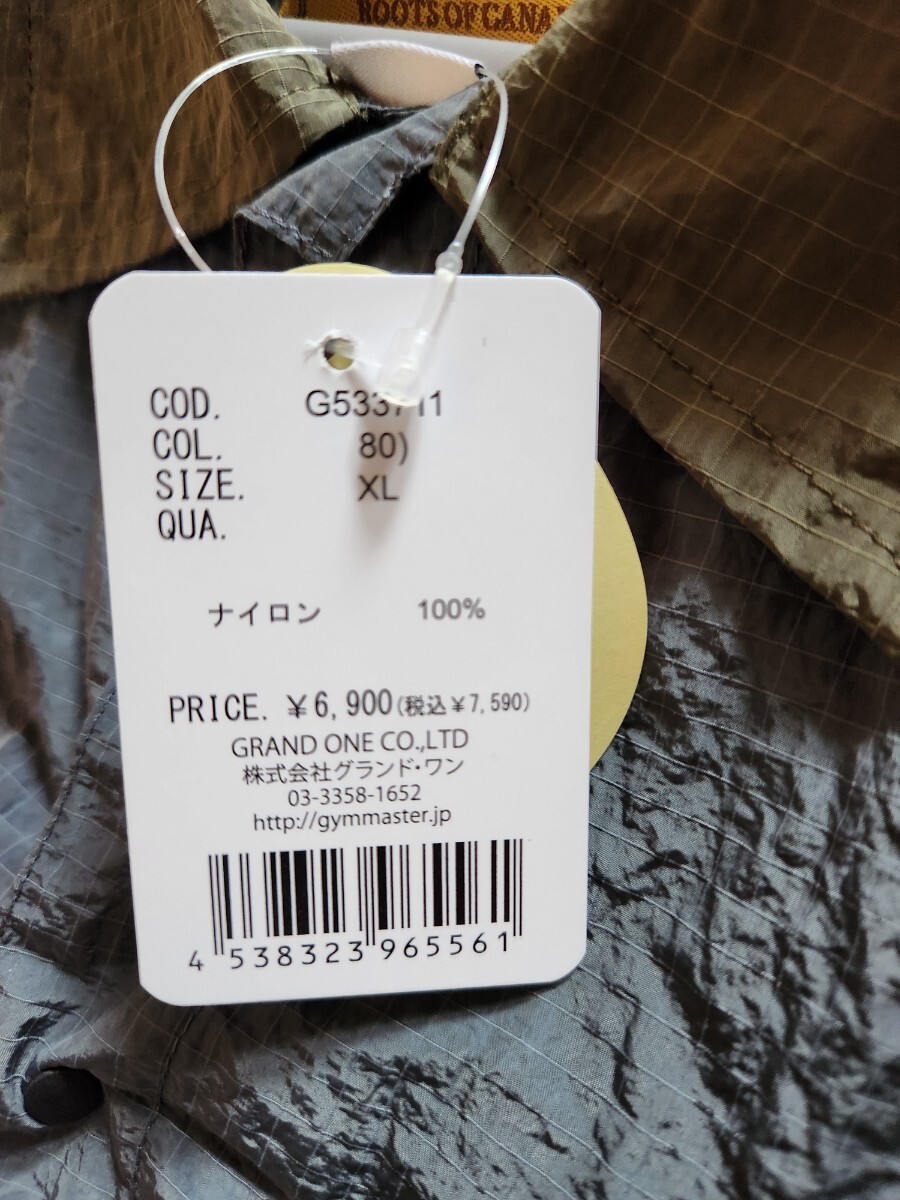 ROOTS OF CANA
COD. G533711
COL. 80)
SIZE. XL
QUA.
ナイロン 100%
PRICE. ¥6,900(税込¥7,590)
GRAND ONE CO.,LTD
株式会社グランド・ワン
03-3358-1652
http://gymmaster.jp
4 538323 965561